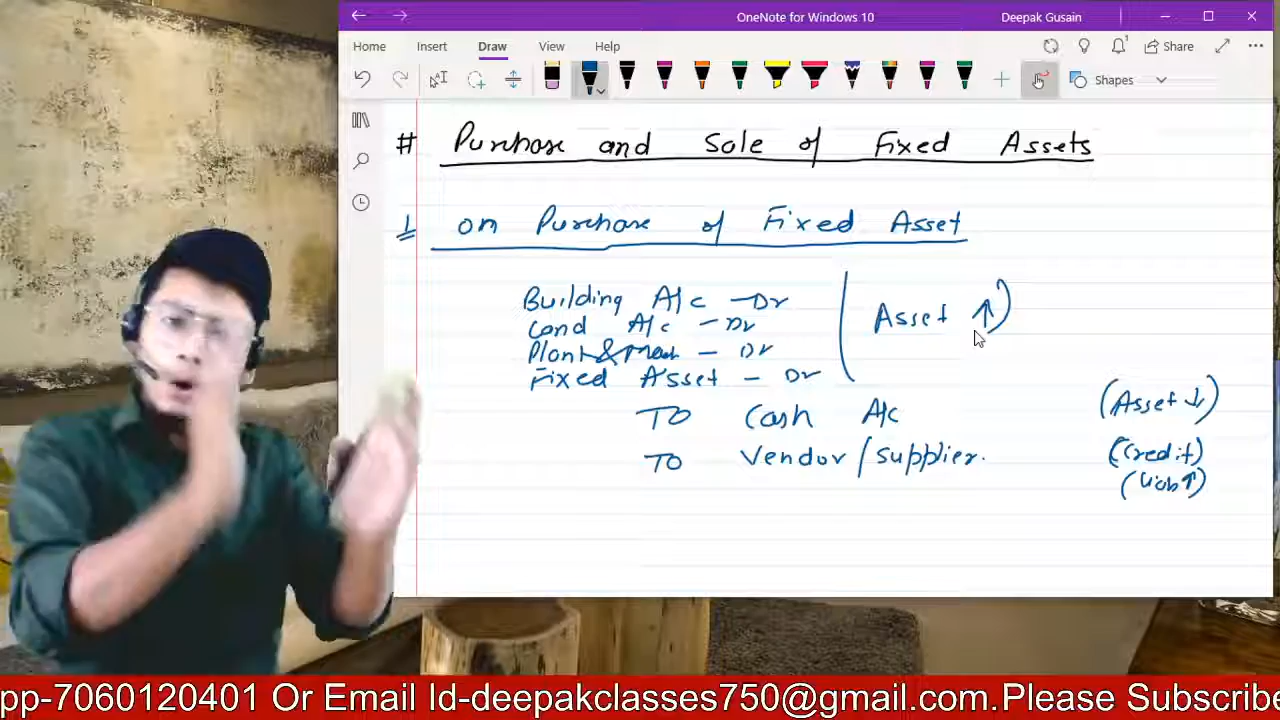 OneNote for Windows 10
Deepak Gusain
Home Insert Draw View Help
Share
Shapes
# Purchase and Sale of Fixed Assets
1 on Purchase of Fixed Asset
Building A/c - Dr
Land A/c - Dr
Plant & Mach - Dr
Fixed Asset - Dr
(Asset ↑)
TO Cash A/c (Asset ↓)
TO Vendor / supplier. (Credit)
(Liab ↑)
pp-7060120401 Or Email Id-deepakclasses750@gmail.com.Please Subscribe